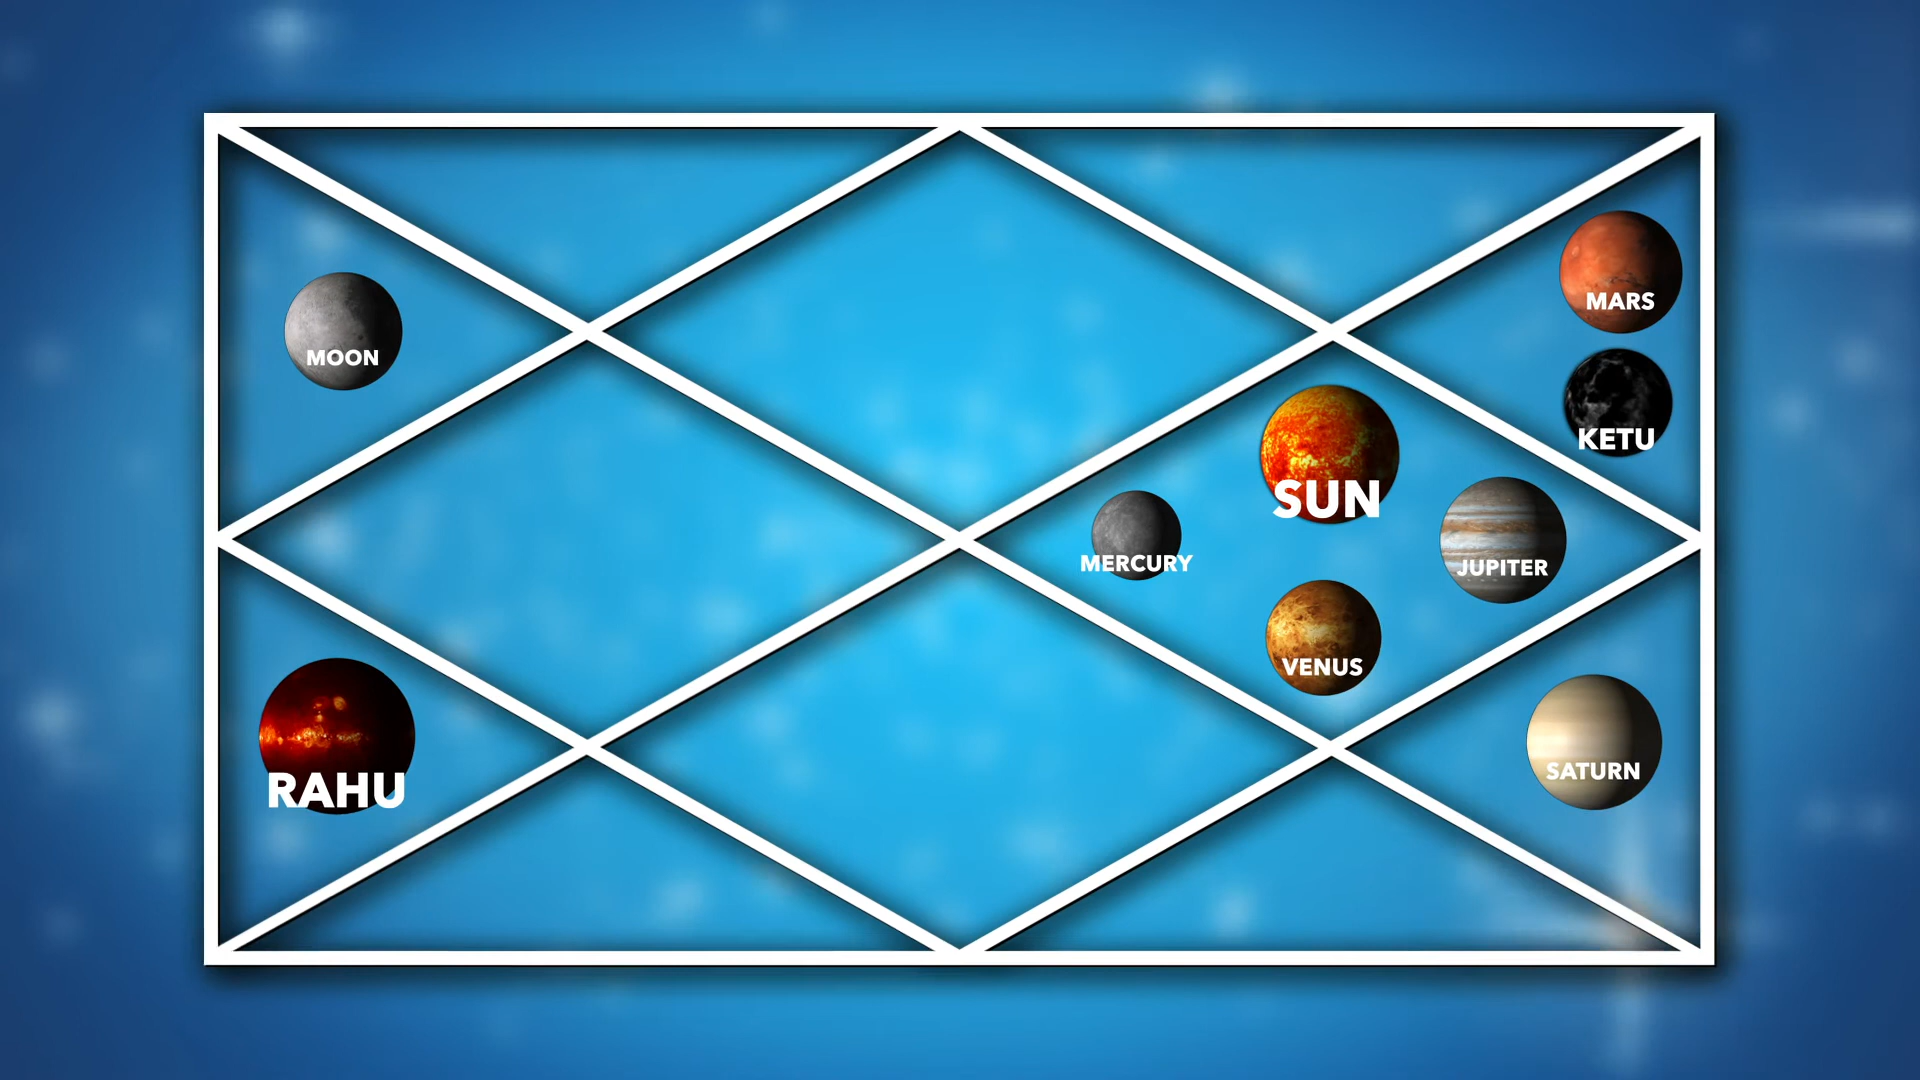 MARS
MOON
KETU
SUN
MERCURY
JUPITER
VENUS
SATURN
RAHU